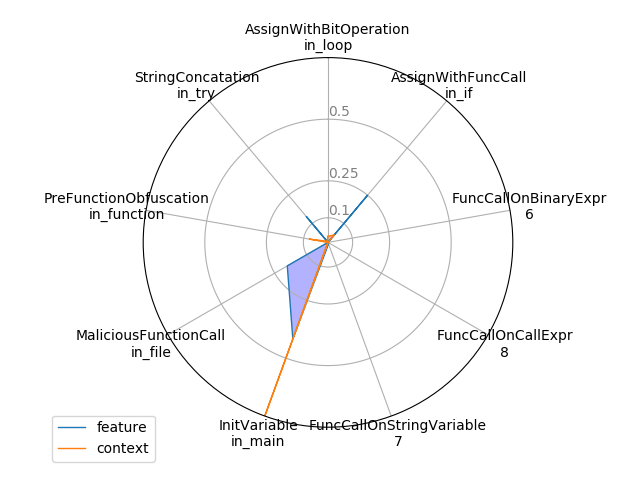 AssignWithBitOperation
in_loop
StringConcatation
in_try
AssignWithFuncCall
in_if
0.5
0.25
0.1
PreFunctionObfuscation
in_function
FuncCallOnBinaryExpr
6
MaliciousFunctionCall
in_file
FuncCallOnCallExpr
8
InitVariable
in_main
FuncCallOnStringVariable
7
feature
context